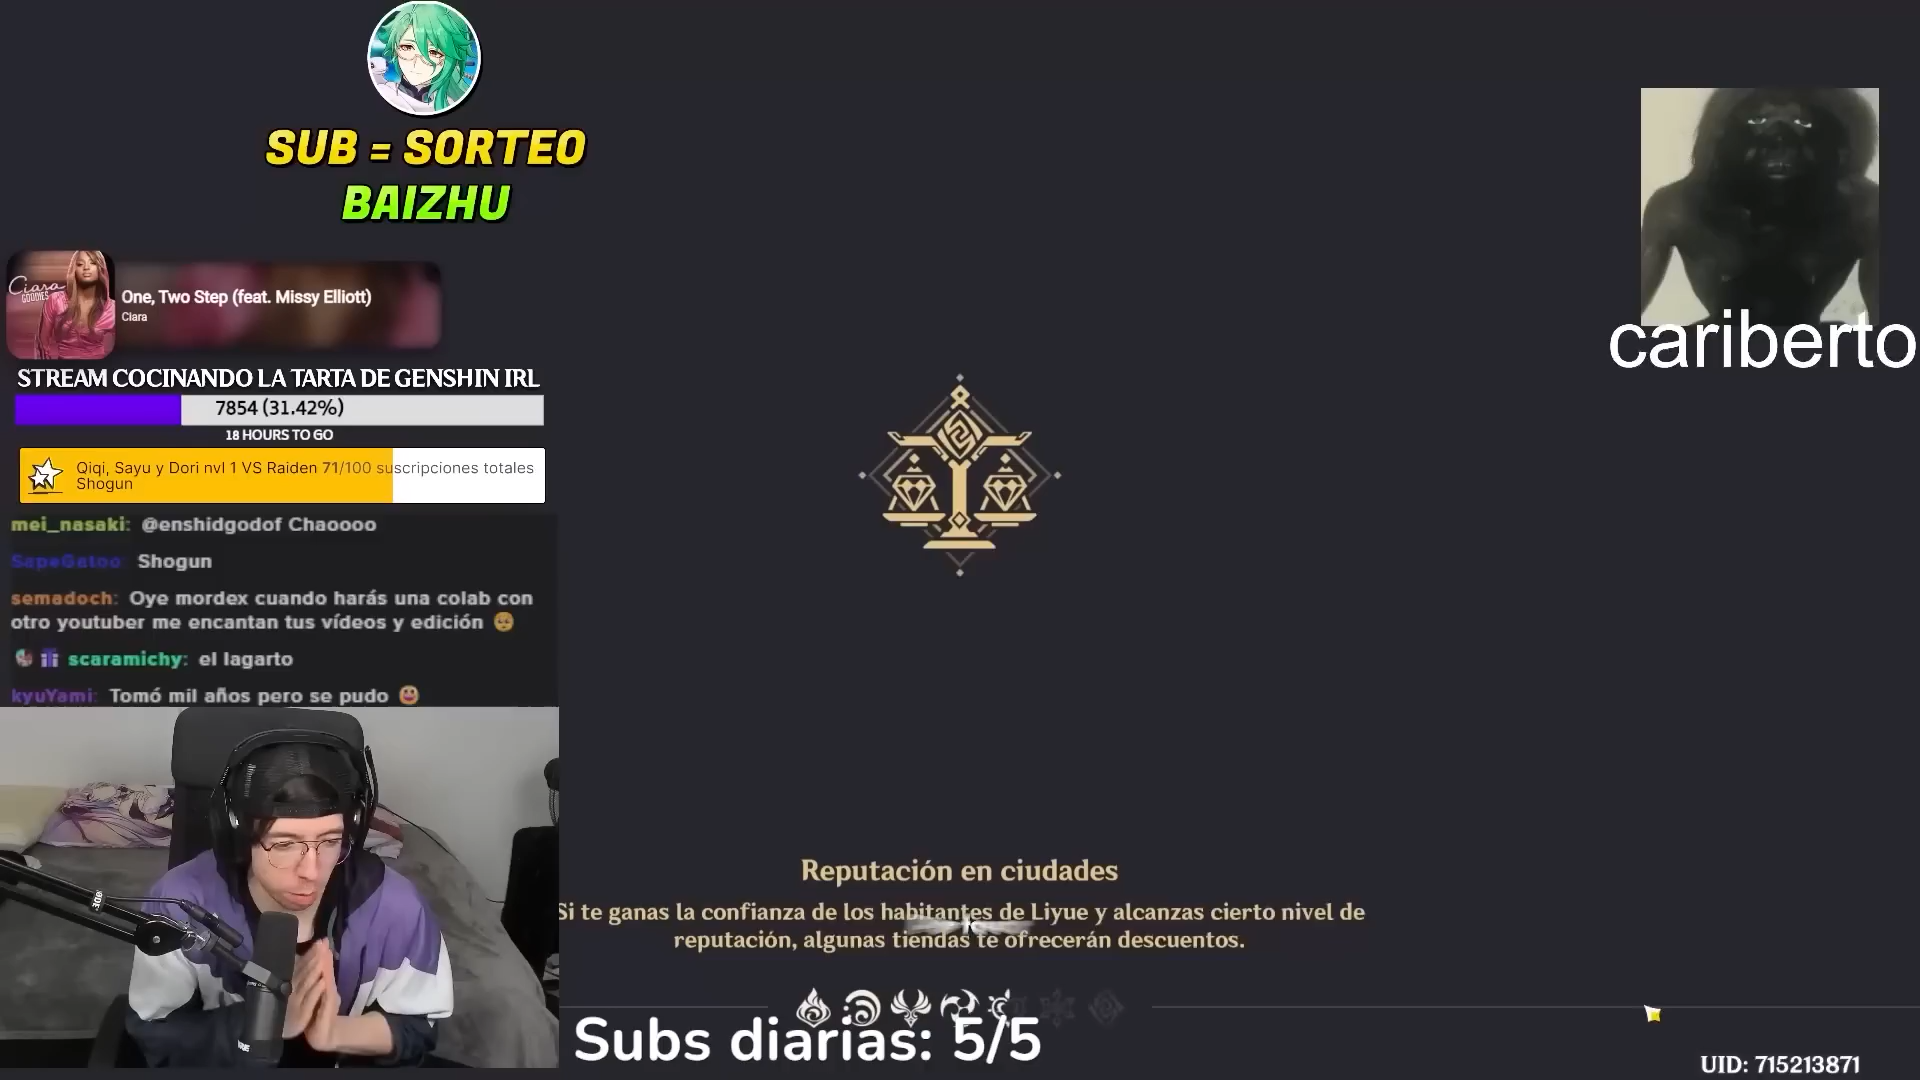 SUB = SORTEO
BAIZHU
Ciara
GOODIES
One, Two Step (feat. Missy Elliott)
Ciara
STREAM COCINANDO LA TARTA DE GENSHIN IRL
7854 (31.42%)
18 HOURS TO GO
Qiqi, Sayu y Dori nvl 1 VS Raiden 71/100 suscripciones totales
Shogun
mei_nasaki: @enshidgodof Chaoooo
SapeGatoo: Shogun
semadoch: Oye mordex cuando harás una colab con
otro youtuber me encantan tus vídeos y edición 🥺
scaramichy: el lagarto
kyuYami: Tomó mil años pero se pudo 😃
cariberto
Reputación en ciudades
Si te ganas la confianza de los habitantes de Liyue y alcanzas cierto nivel de
reputación, algunas tiendas te ofrecerán descuentos.
Subs diarias: 5/5
UID: 715213871